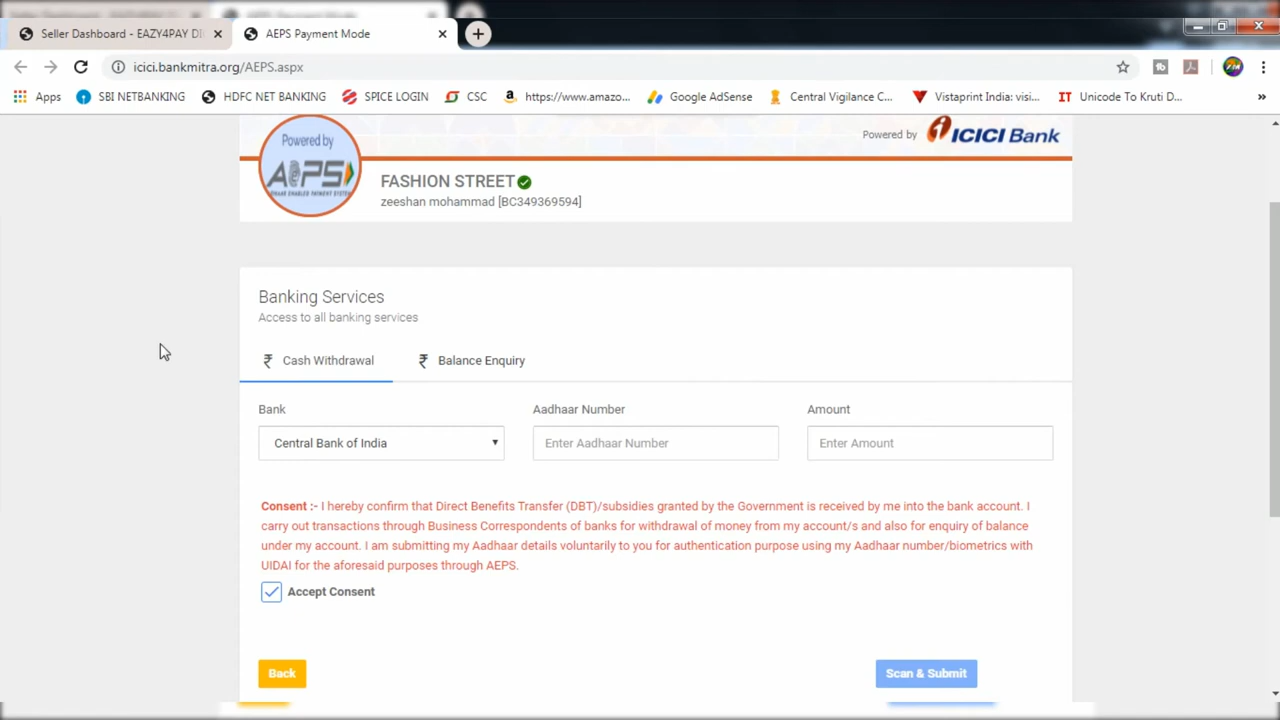 Seller Dashboard - EAZY4PAY DI
AEPS Payment Mode
icici.bankmitra.org/AEPS.aspx
Apps
SBI NETBANKING
HDFC NET BANKING
SPICE LOGIN
CSC
https://www.amazo...
Google AdSense
Central Vigilance C...
Vistaprint India: visi...
IT Unicode To Kruti D...
»
Powered by
AEPS
Powered by
ICICI Bank
FASHION STREET
zeeshan mohammad [BC349369594]
Banking Services
Access to all banking services
₹ Cash Withdrawal
₹ Balance Enquiry
Bank
Aadhaar Number
Amount
Central Bank of India
Enter Aadhaar Number
Enter Amount
Consent :- I hereby confirm that Direct Benefits Transfer (DBT)/subsidies granted by the Government is received by me into the bank account. I
carry out transactions through Business Correspondents of banks for withdrawal of money from my account/s and also for enquiry of balance
under my account. I am submitting my Aadhaar details voluntarily to you for authentication purpose using my Aadhaar number/biometrics with
UIDAI for the aforesaid purposes through AEPS.
Accept Consent
Back
Scan & Submit